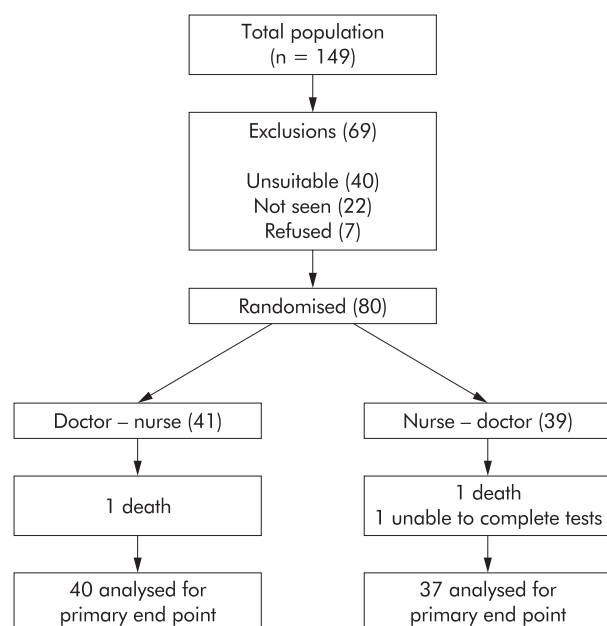 Total population
(n = 149)
Exclusions (69)
Unsuitable (40)
Not seen (22)
Refused (7)
Randomised (80)
Doctor – nurse (41)
Nurse – doctor (39)
1 death
1 death
1 unable to complete tests
40 analysed for
primary end point
37 analysed for
primary end point